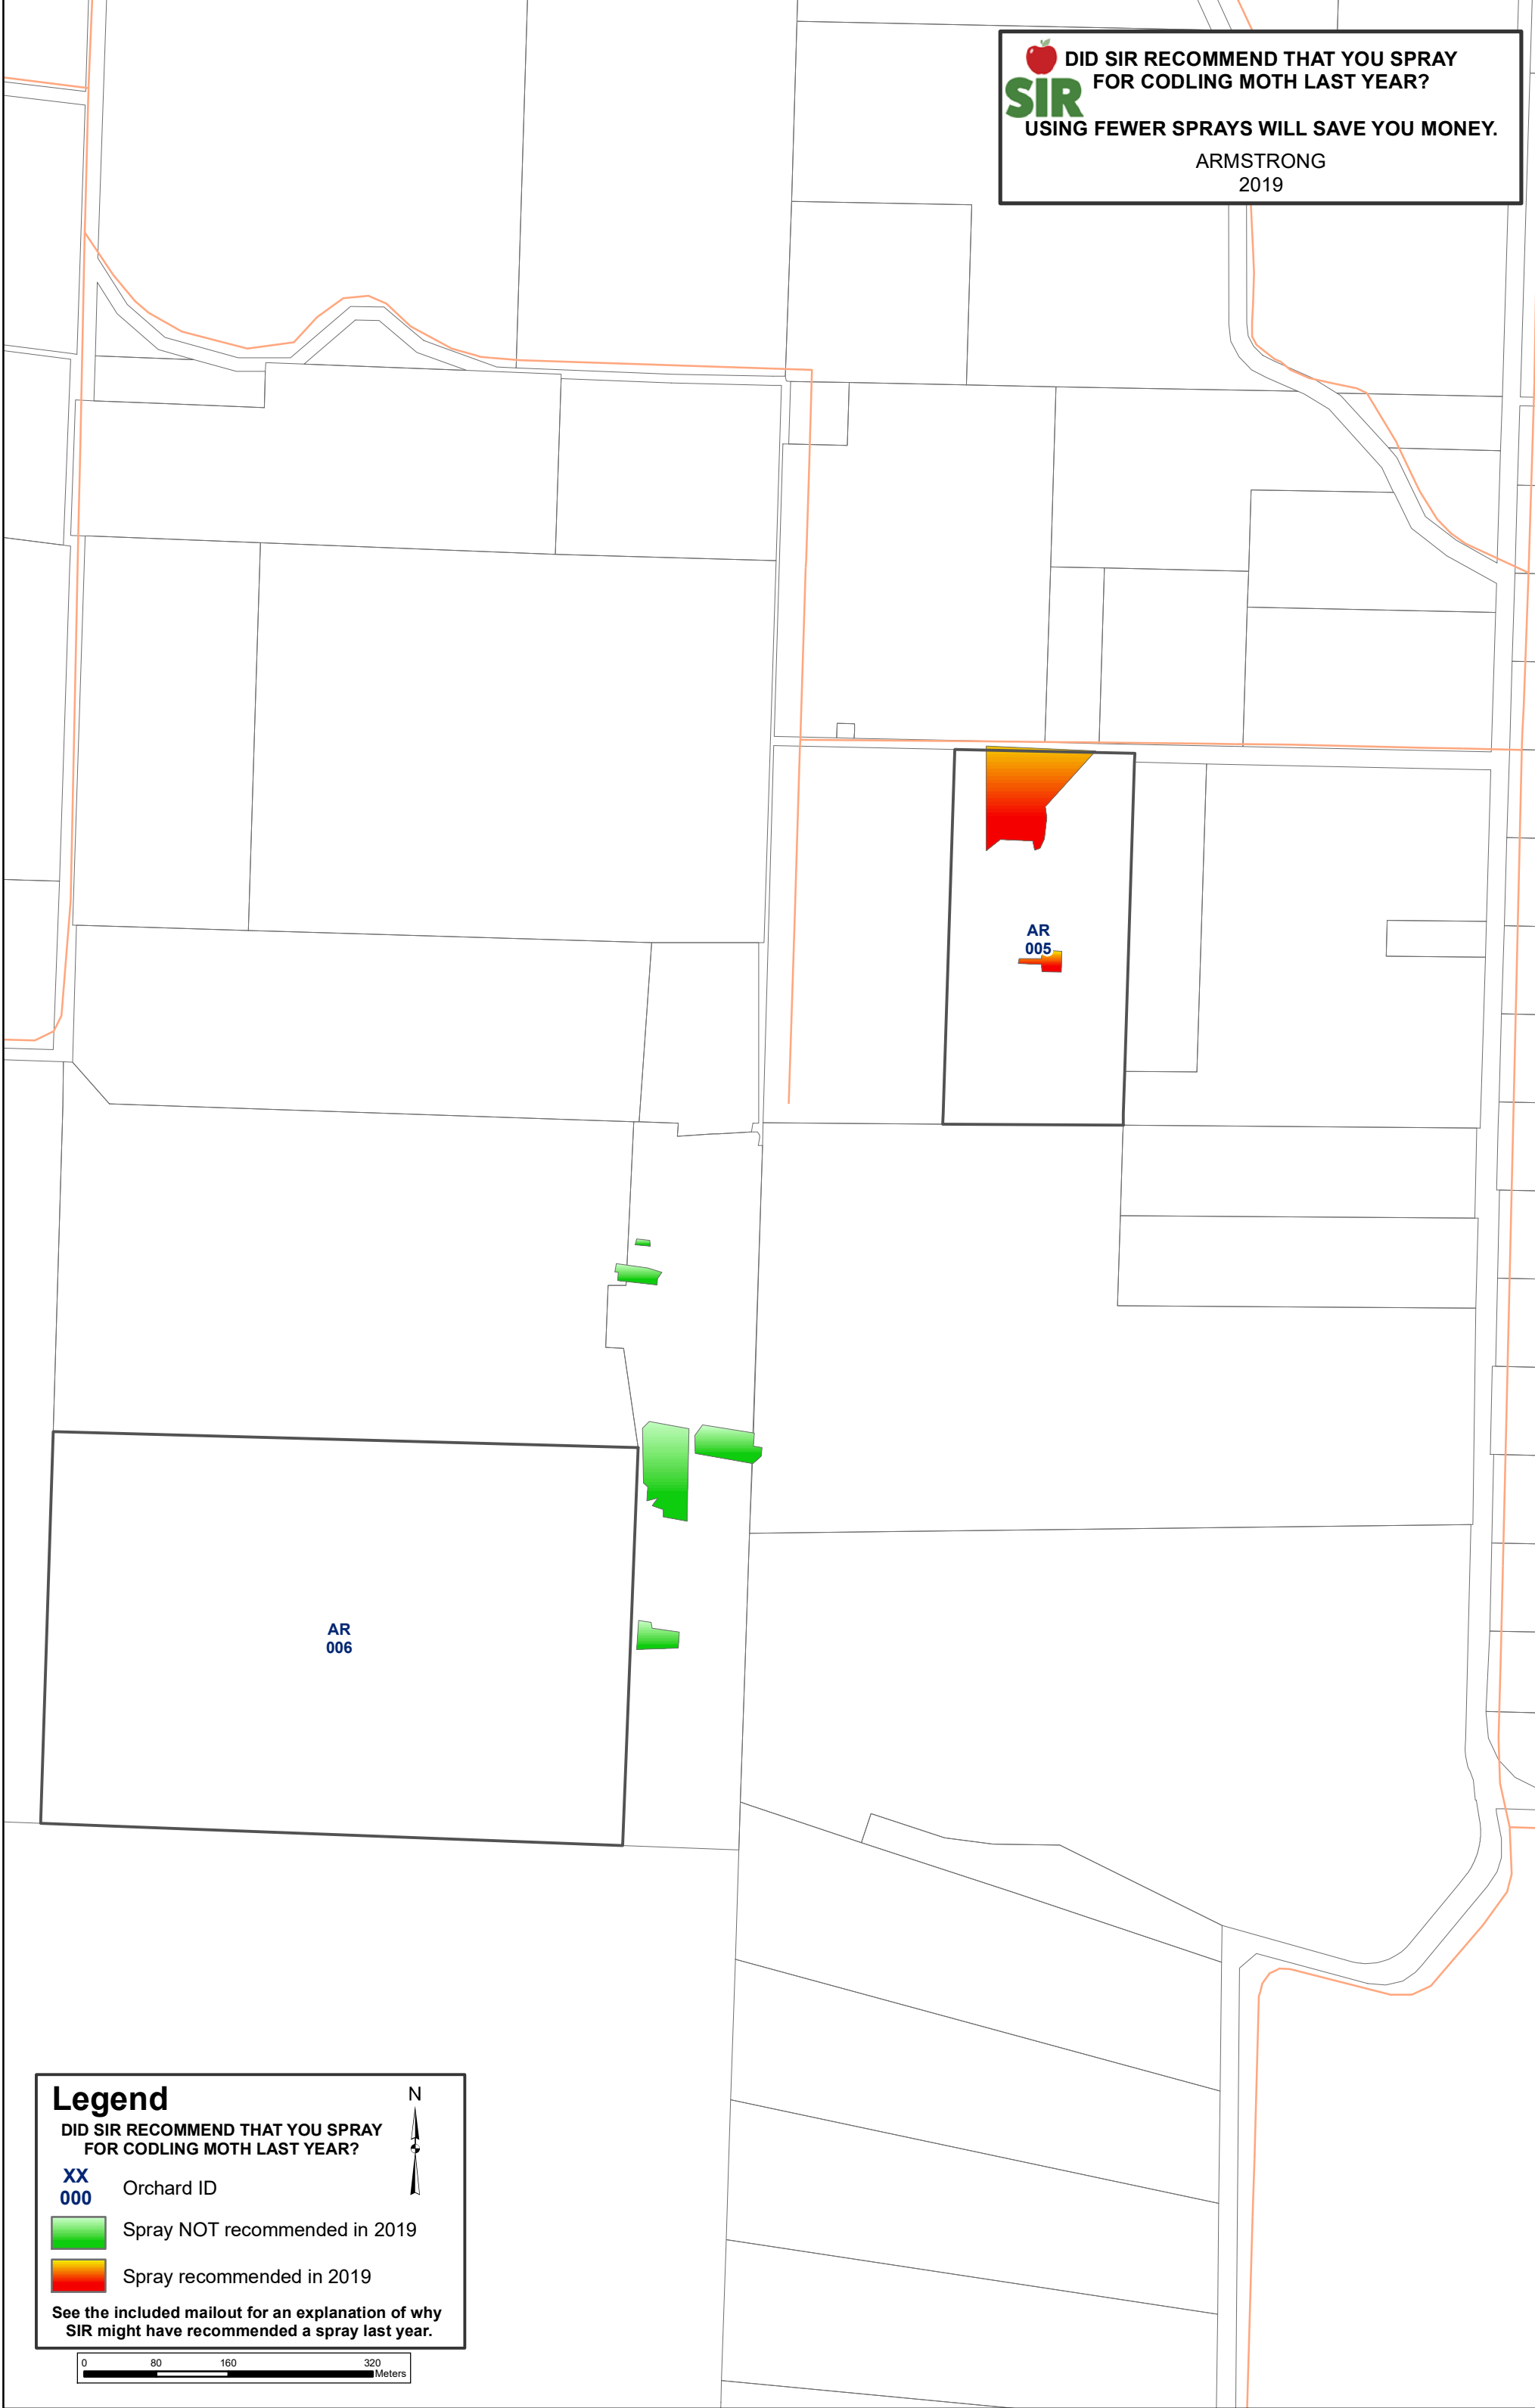 DID SIR RECOMMEND THAT YOU SPRAY
FOR CODLING MOTH LAST YEAR?
SIR
USING FEWER SPRAYS WILL SAVE YOU MONEY.
ARMSTRONG
2019
AR
005
AR
006
Legend
N
DID SIR RECOMMEND THAT YOU SPRAY
FOR CODLING MOTH LAST YEAR?
XX
000
Orchard ID
Spray NOT recommended in 2019
Spray recommended in 2019
See the included mailout for an explanation of why
SIR might have recommended a spray last year.
0 80 160 320
Meters